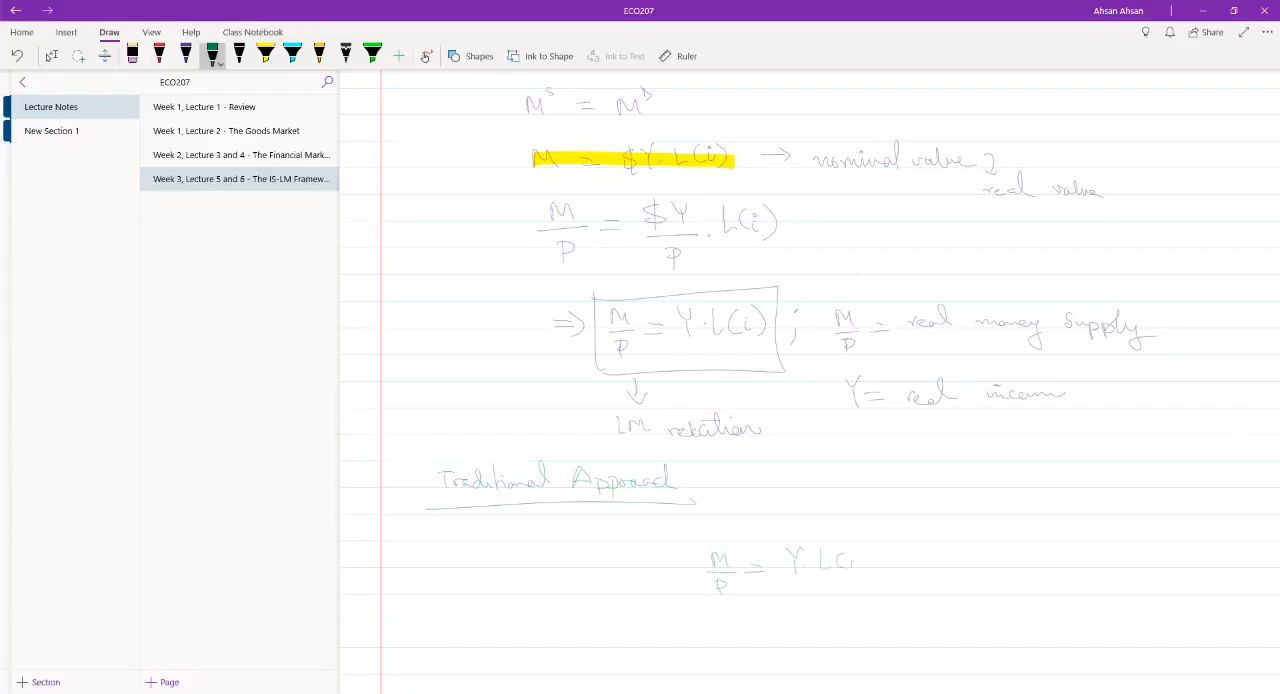 ECO207
Ahsan Ahsan
Home Insert Draw View Help Class Notebook
Share
Shapes Ink to Shape Ink to Text Ruler
ECO207
Lecture Notes
New Section 1
Week 1, Lecture 1 - Review
Week 1, Lecture 2 - The Goods Market
Week 2, Lecture 3 and 4 - The Financial Mark...
Week 3, Lecture 5 and 6 - The IS-LM Framew...
M^s = M^D
M = $Y. L(i) → nominal value
real value
M/P = $Y/P . L(i)
⇒ M/P = Y.L(i) ; M/P = real money supply
↓ Y = real incom
LM relation
Traditional Approach
M/P = Y.L(i
+ Section
+ Page